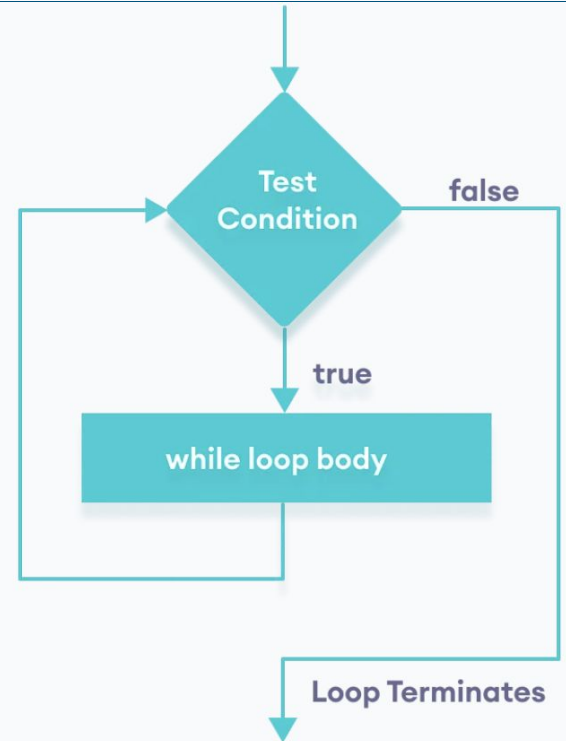 Test
Condition
false
true
while loop body
Loop Terminates